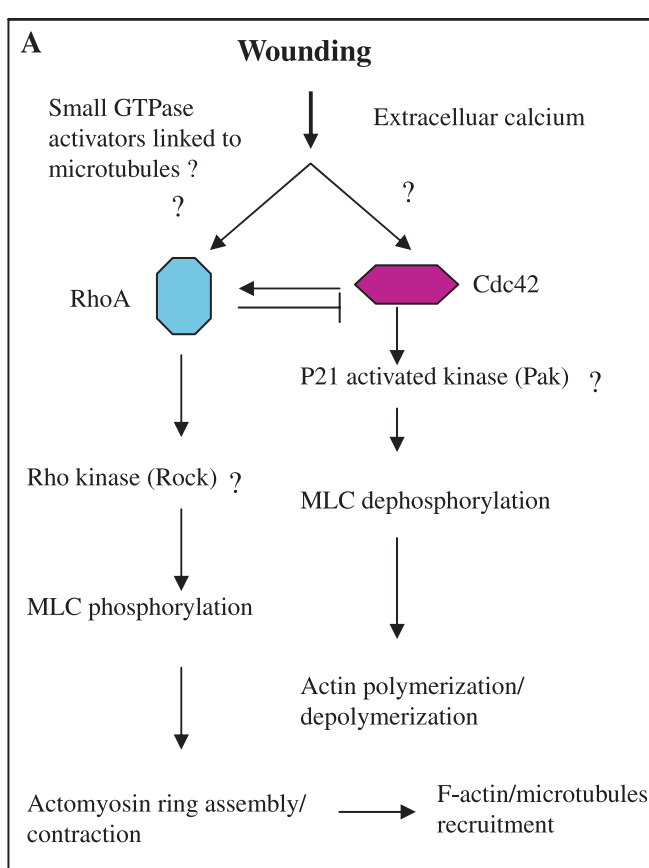 A
Wounding
Small GTPase
activators linked to
microtubules ?
Extracelluar calcium
?
?
RhoA
Cdc42
P21 activated kinase (Pak) ?
Rho kinase (Rock) ?
MLC dephosphorylation
MLC phosphorylation
Actin polymerization/
depolymerization
Actomyosin ring assembly/
contraction
F-actin/microtubules
recruitment